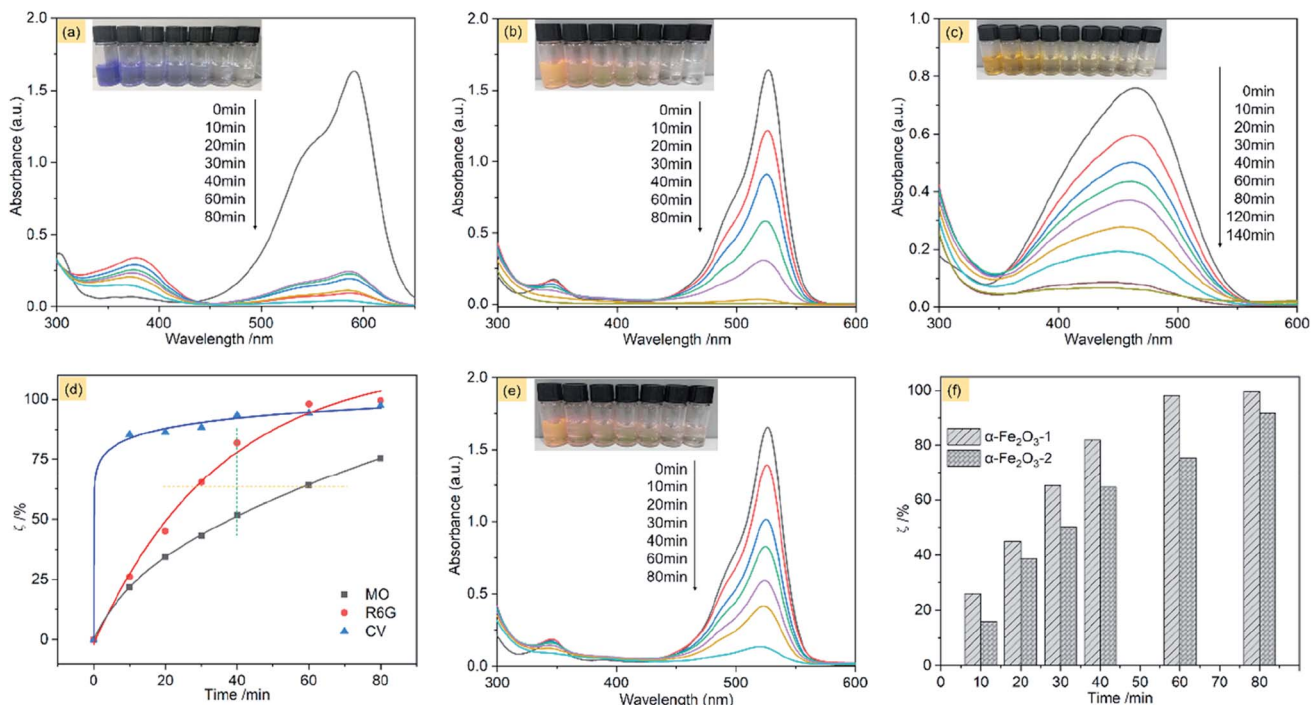 (a)
2.0
1.5
1.0
0.5
0.0
Absorbance (a.u.)
0min
10min
20min
30min
40min
60min
80min
300
400
500
600
Wavelength /nm
(b)
2.0
1.5
1.0
0.5
0.0
Absorbance (a.u.)
0min
10min
20min
30min
40min
60min
80min
300
400
500
600
Wavelength /nm
(c)
1.0
0.8
0.6
0.4
0.2
0.0
Absorbance (a.u.)
0min
10min
20min
30min
40min
60min
80min
120min
140min
300
400
500
600
Wavelength /nm
(d)
100
75
50
25
0
ζ /%
MO
R6G
CV
0
20
40
60
80
Time /min
(e)
2.0
1.5
1.0
0.5
0.0
Absorbance (a.u.)
0min
10min
20min
30min
40min
60min
80min
300
400
500
600
Wavelength (nm)
(f)
100
80
60
40
20
0
ζ /%
α-Fe₂O₃-1
α-Fe₂O₃-2
10
20
30
40
50
60
70
80
Time /min